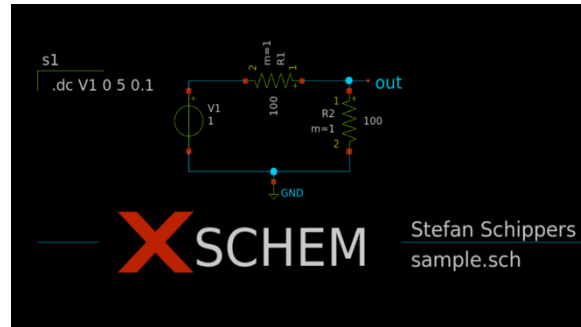 s1
.dc V1 0 5 0.1
2
m=1
R1
1
100
out
V1
1
1
R2
m=1
2
100
GND
XSCHEM
Stefan Schippers
sample.sch